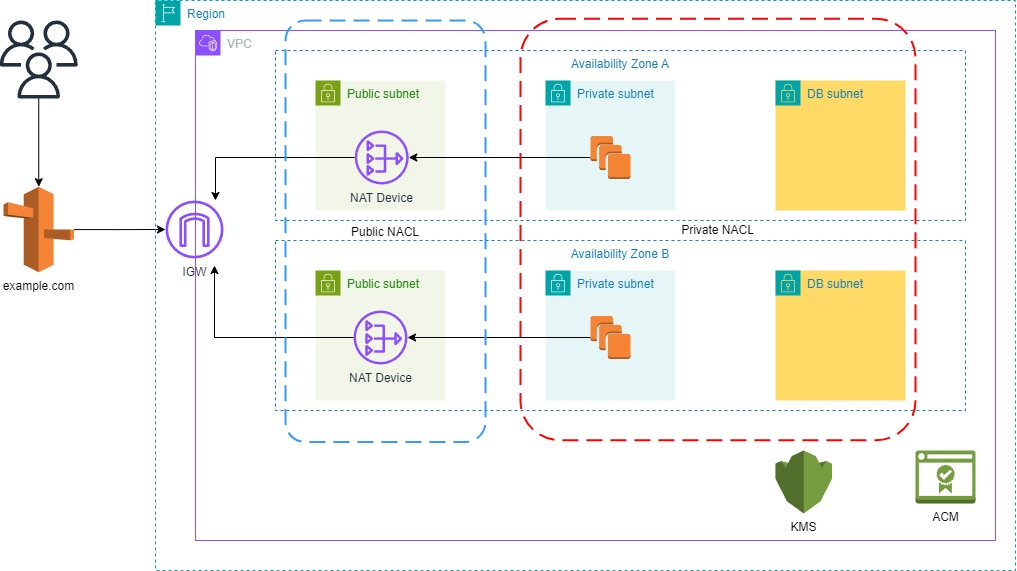 Region
VPC
Availability Zone A
Public subnet
Private subnet
DB subnet
NAT Device
Public NACL
Private NACL
Availability Zone B
IGW
example.com
Public subnet
Private subnet
DB subnet
NAT Device
KMS
ACM